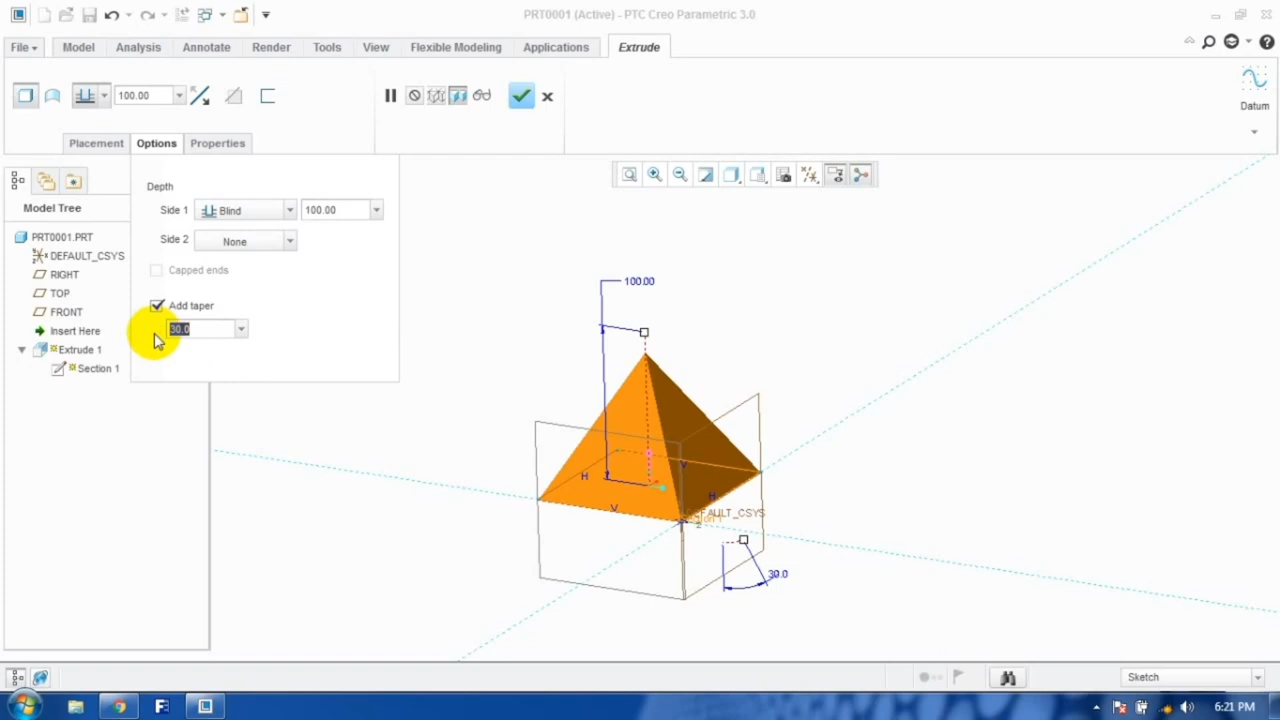 PRT0001 (Active) - PTC Creo Parametric 3.0
File Model Analysis Annotate Render Tools View Flexible Modeling Applications Extrude
100.00
Datum
Placement Options Properties
Depth
Side 1 Blind 100.00
Side 2 None
Capped ends
Add taper
30.0
Model Tree
PRT0001.PRT
DEFAULT_CSYS
RIGHT
TOP
FRONT
Insert Here
Extrude 1
Section 1
100.00
V
H
H
V
DEFAULT_CSYS
30.0
Sketch
6:21 PM